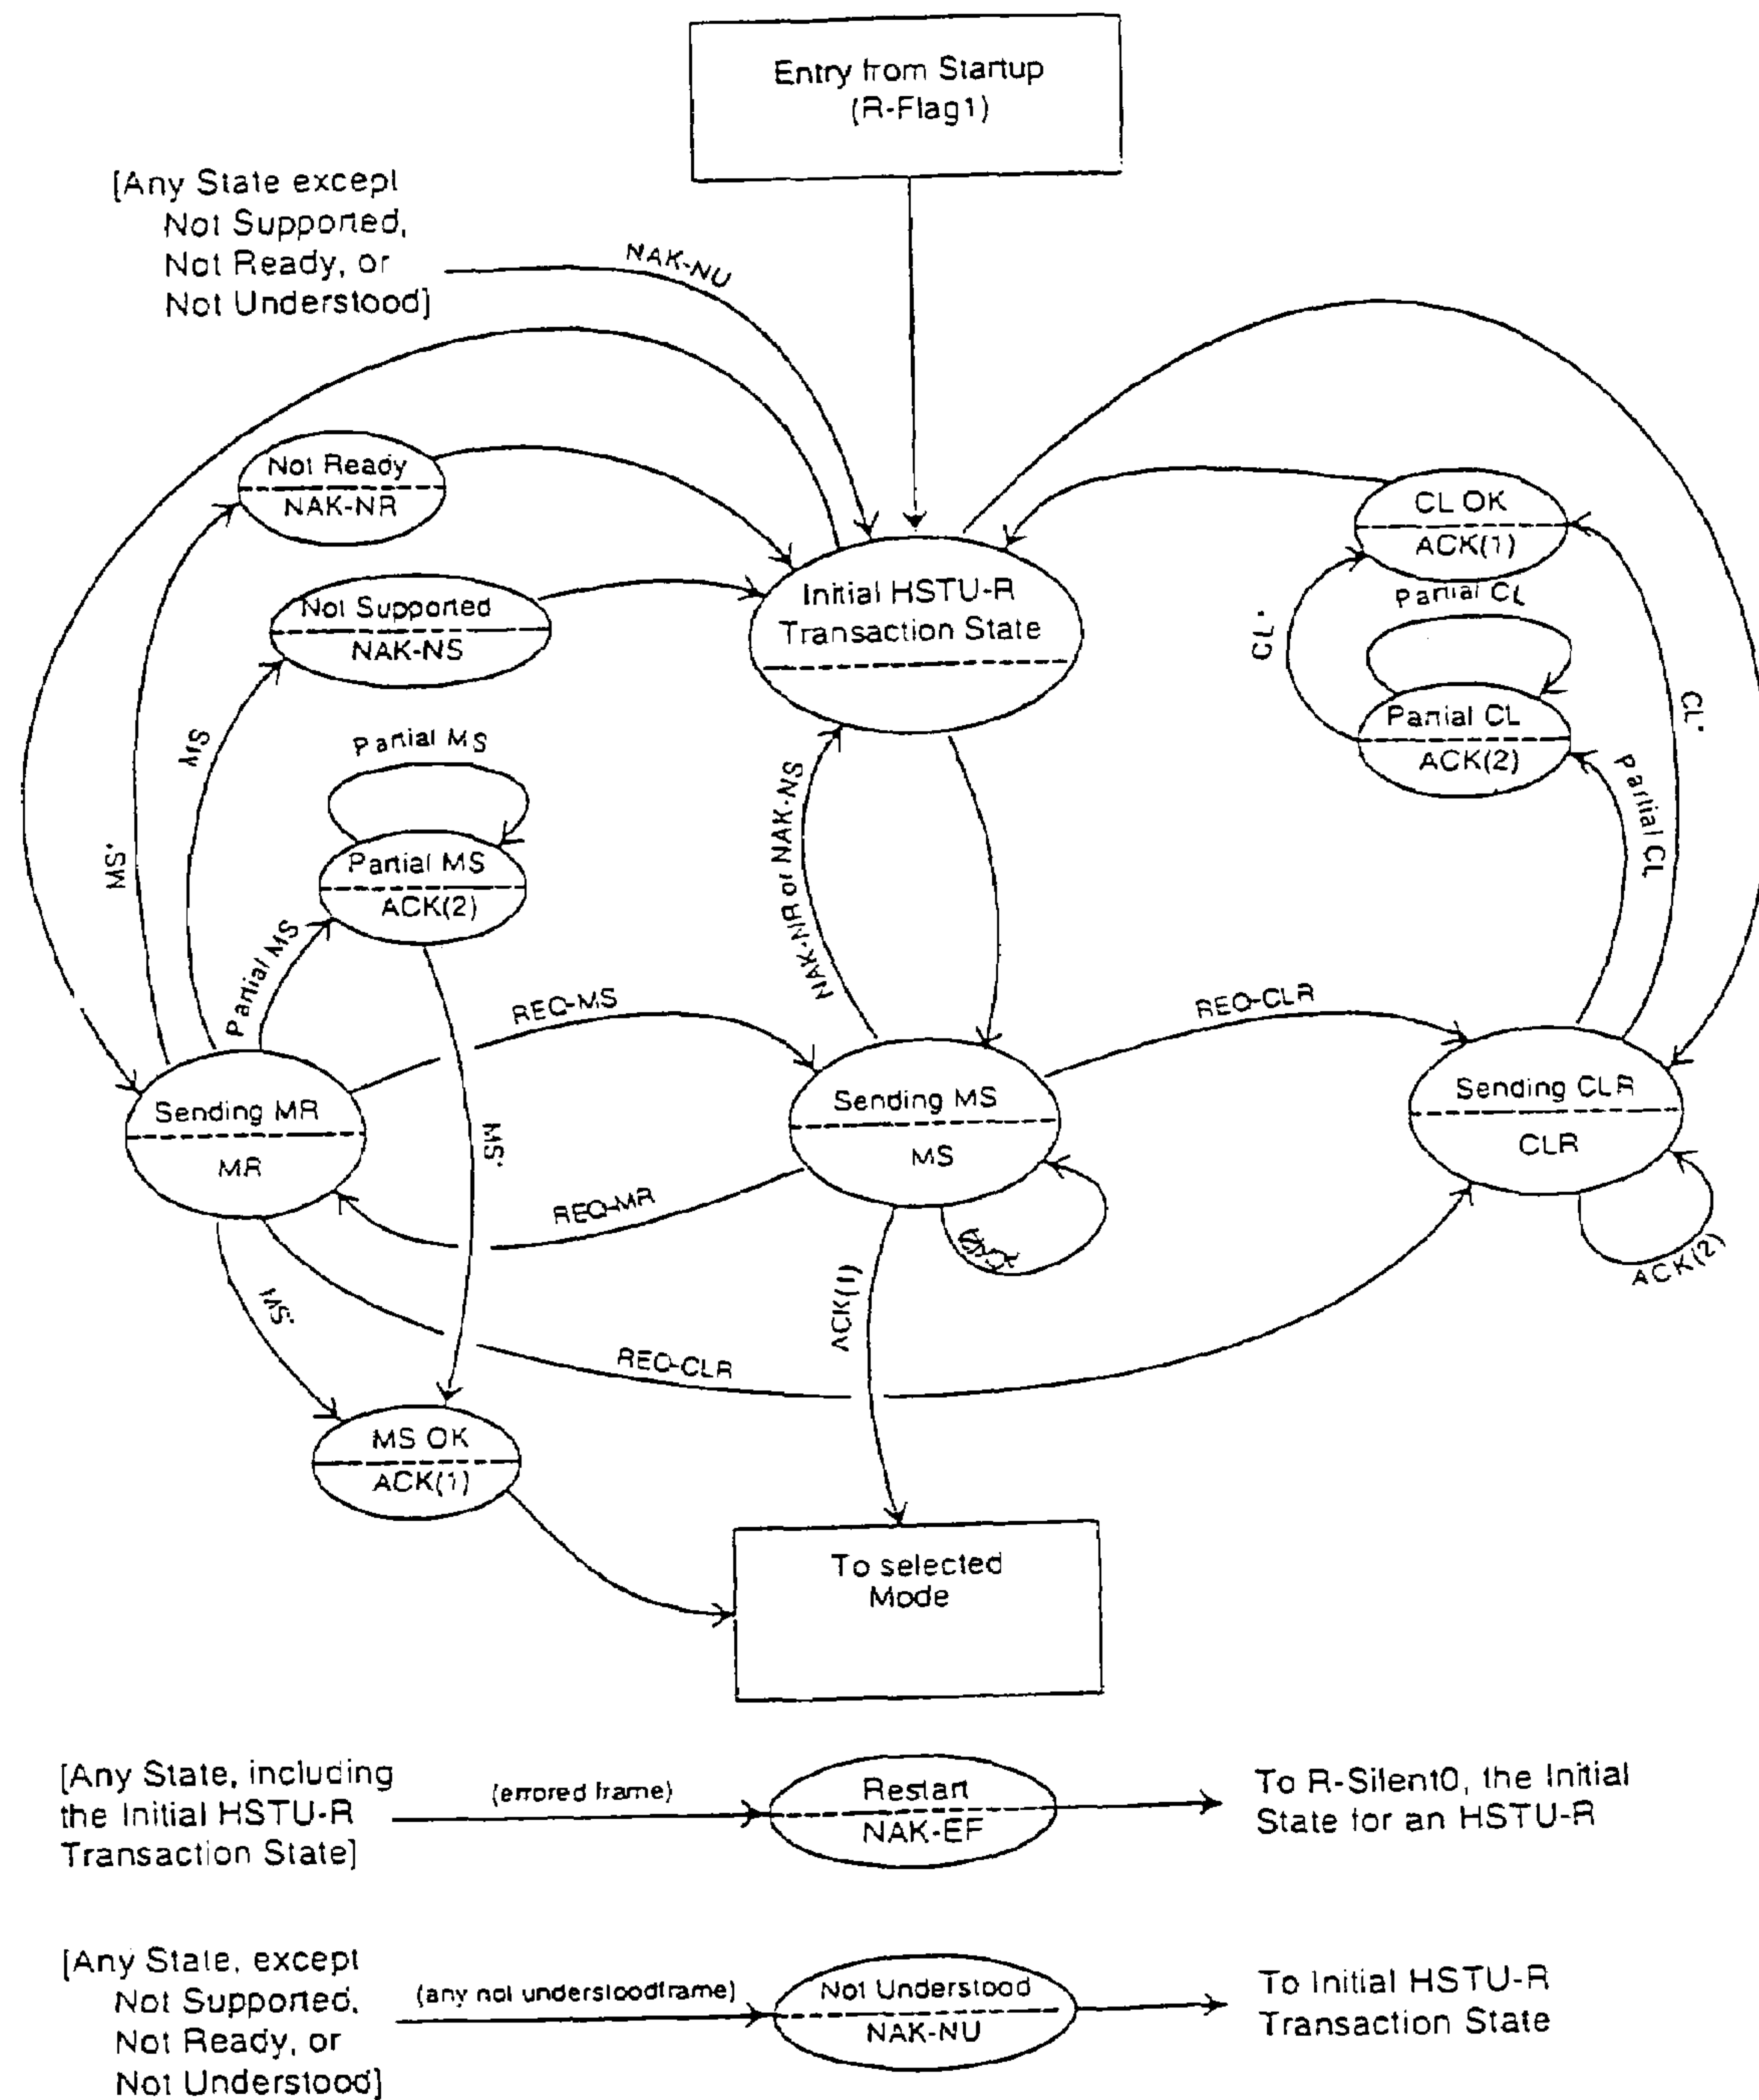 Entry from Startup
(R-Flag1)
[Any State except
Not Supported,
Not Ready, or
Not Understood]
NAK-NU
Not Ready
NAK-NR
CL OK
ACK(1)
Not Supported
NAK-NS
Initial HSTU-R
Transaction State
Partial CL
CL*
Partial CL
ACK(2)
CL*
Partial CL
MS
MS*
Partial MS
Partial MS
ACK(2)
Partial MS
NAK-NR or NAK-NS
REQ-MS
REQ-CLR
Sending MR
MR
Sending MS
MS
Sending CLR
CLR
MS*
REQ-MR
ACK(2)
MS*
ACK(1)
REQ-CLR
MS OK
ACK(1)
To selected
Mode
[Any State, including
the Initial HSTU-R
Transaction State]
(errored frame)
Restart
NAK-EF
To R-Silent0, the Initial
State for an HSTU-R
[Any State, except
Not Supported,
Not Ready, or
Not Understood]
(any not understoodframe)
Not Understood
NAK-NU
To Initial HSTU-R
Transaction State